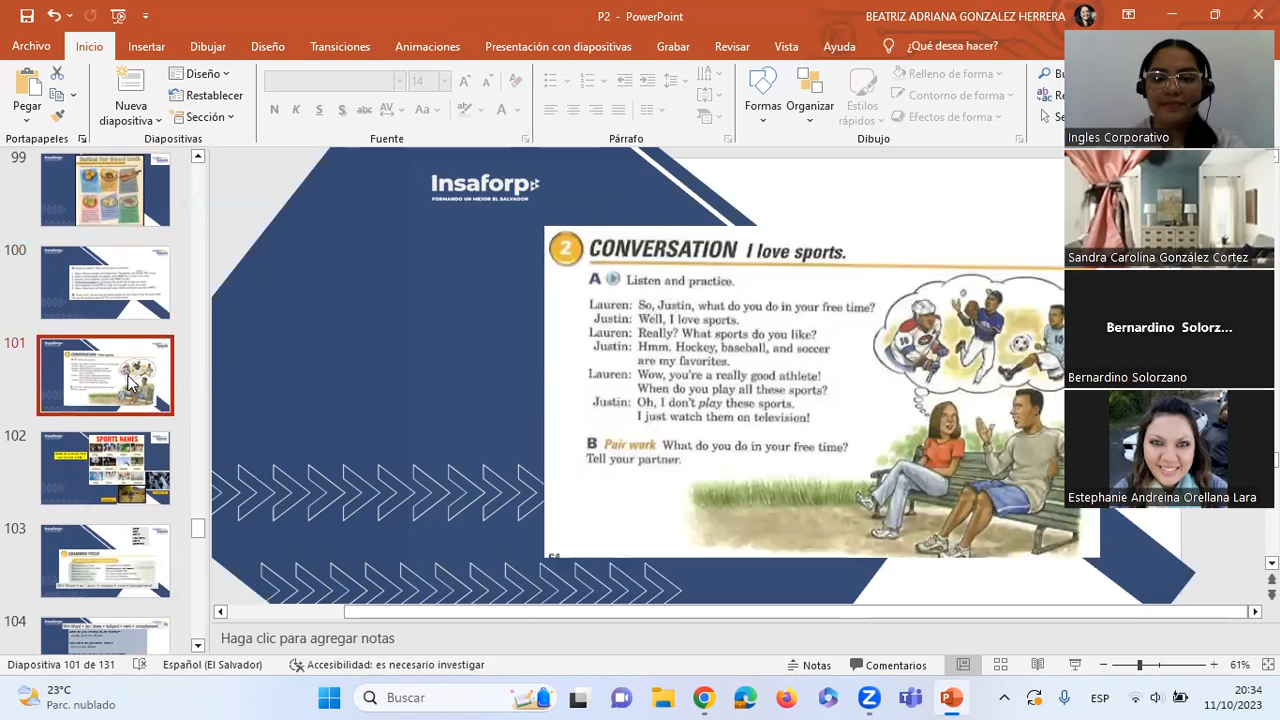 P2 - PowerPoint
BEATRIZ ADRIANA GONZALEZ HERRERA
Archivo Inicio Insertar Dibujar Diseño Transiciones Animaciones Presentación con diapositivas Grabar Revisar Vista Ayuda ¿Qué desea hacer?
Pegar
Portapapeles
Nueva diapositiva
Diseño
Restablecer
Sección
Diapositivas
14
N K S S abc AV Aa A
Fuente
Párrafo
Formas
Organizar
Estilos rápidos
Relleno de forma
Contorno de forma
Efectos de forma
Dibujo
Ingles Corporativo
Sandra Carolina González Cortez
Bernardino Solorz...
Bernardino Solorzano
Estephanie Andreina Orellana Lara
99
100
101
102
SPORTS NAMES
103
104
Insaforp
FORMANDO UN MEJOR EL SALVADOR
2 CONVERSATION I love sports.
A Listen and practice.
Lauren: So, Justin, what do you do in your free time?
Justin: Well, I love sports.
Lauren: Really? What sports do you like?
Justin: Hmm. Hockey, baseball, and soccer
are my favorites.
Lauren: Wow, you're a really good athlete!
When do you play all these sports?
Justin: Oh, I don't play these sports.
I just watch them on television!
B Pair work What do you do in your free time?
Tell your partner.
Haga clic para agregar notas
Diapositiva 101 de 131
Español (El Salvador)
Accesibilidad: es necesario investigar
Notas
Comentarios
61%
23°C
Parc. nublado
Buscar
ESP
20:34
11/10/2023